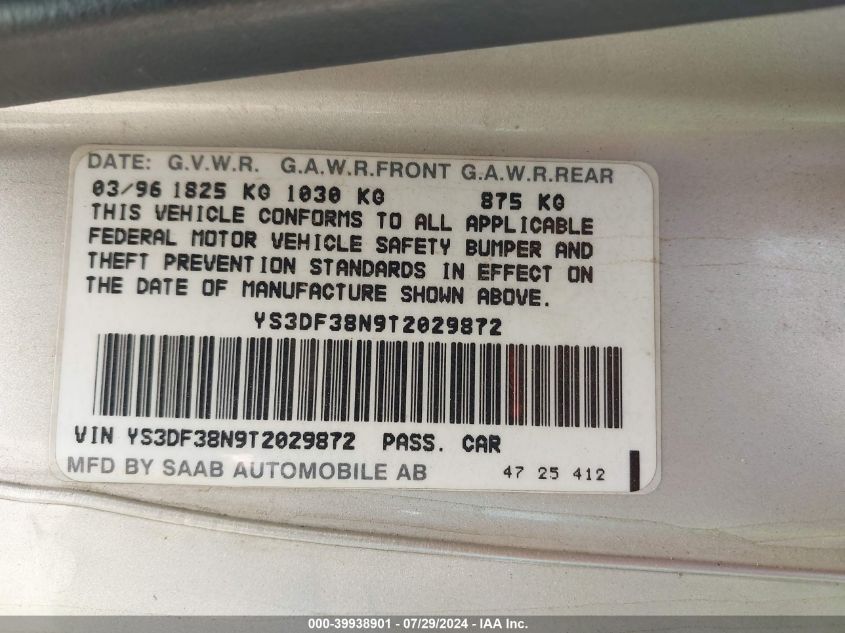 DATE: G.V.W.R. G.A.W.R.FRONT G.A.W.R.REAR
03/96 1825 KG 1030 KG 875 KG
THIS VEHICLE CONFORMS TO ALL APPLICABLE
FEDERAL MOTOR VEHICLE SAFETY BUMPER AND
THEFT PREVENTION STANDARDS IN EFFECT ON
THE DATE OF MANUFACTURE SHOWN ABOVE.
YS3DF38N9T2029872
VIN YS3DF38N9T2029872 PASS. CAR
MFD BY SAAB AUTOMOBILE AB 47 25 412
000-39938901 - 07/29/2024 - IAA Inc.